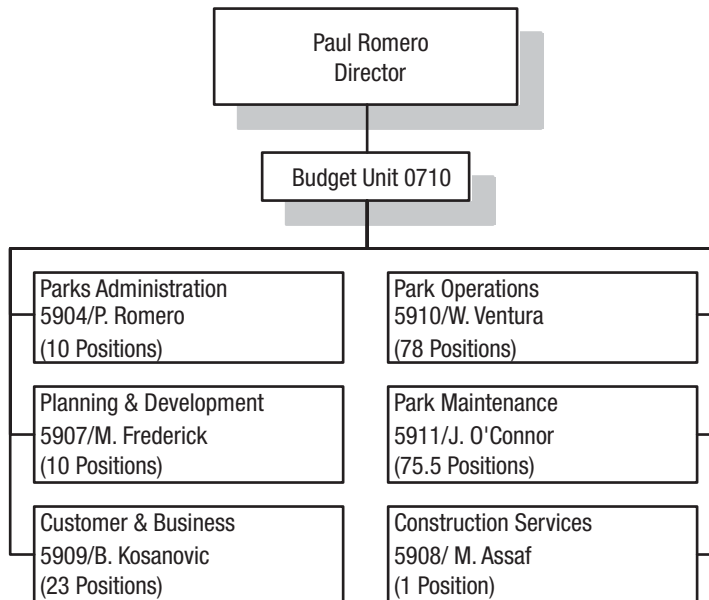 Paul Romero
Director
Budget Unit 0710
Parks Administration
5904/P. Romero
(10 Positions)
Planning & Development
5907/M. Frederick
(10 Positions)
Customer & Business
5909/B. Kosanovic
(23 Positions)
Park Operations
5910/W. Ventura
(78 Positions)
Park Maintenance
5911/J. O'Connor
(75.5 Positions)
Construction Services
5908/ M. Assaf
(1 Position)